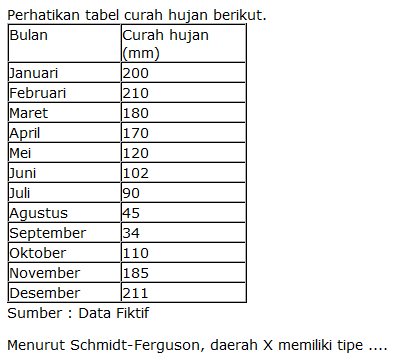 Perhatikan tabel curah hujan berikut.
Bulan Curah hujan
(mm)
Januari 200
Februari 210
Maret 180
April 170
Mei 120
Juni 102
Juli 90
Agustus 45
September 34
Oktober 110
November 185
Desember 211
Sumber : Data Fiktif
Menurut Schmidt-Ferguson, daerah X memiliki tipe ....